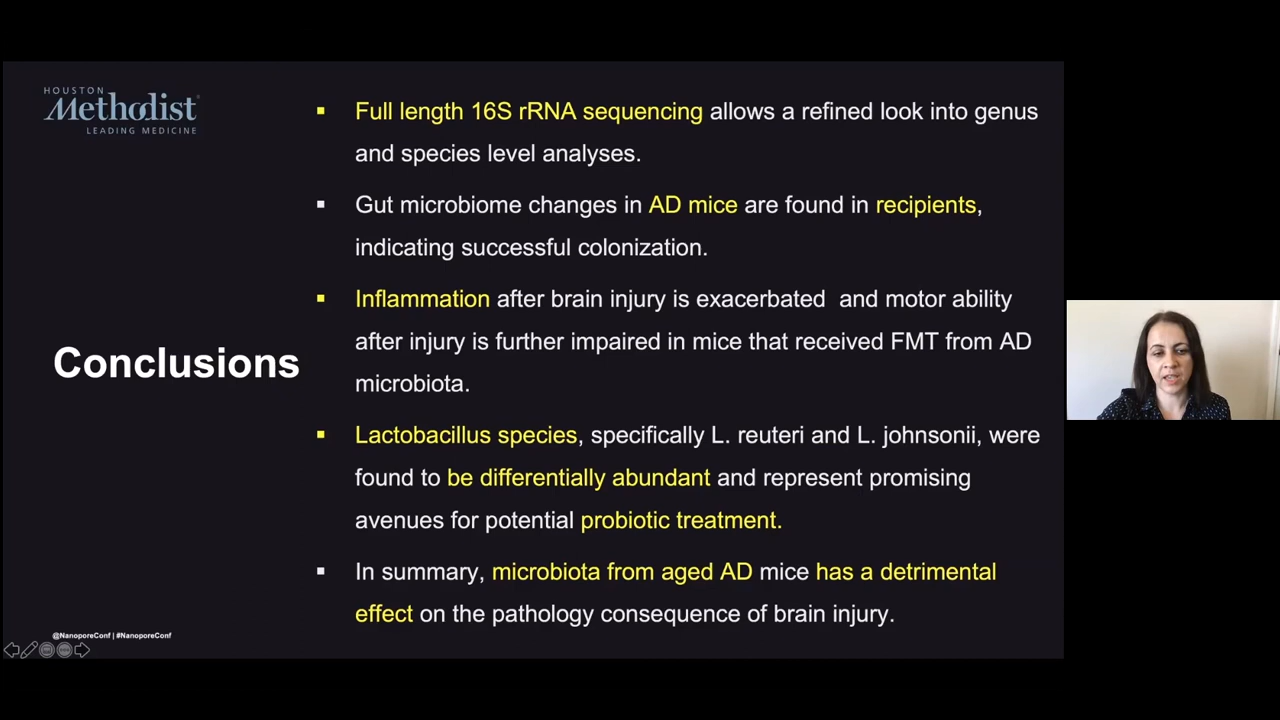 HOUSTON
Methodist
LEADING MEDICINE
Conclusions
Full length 16S rRNA sequencing allows a refined look into genus
and species level analyses.
Gut microbiome changes in AD mice are found in recipients,
indicating successful colonization.
Inflammation after brain injury is exacerbated and motor ability
after injury is further impaired in mice that received FMT from AD
microbiota.
Lactobacillus species, specifically L. reuteri and L. johnsonii, were
found to be differentially abundant and represent promising
avenues for potential probiotic treatment.
In summary, microbiota from aged AD mice has a detrimental
effect on the pathology consequence of brain injury.
@NanoporeConf | #NanoporeConf